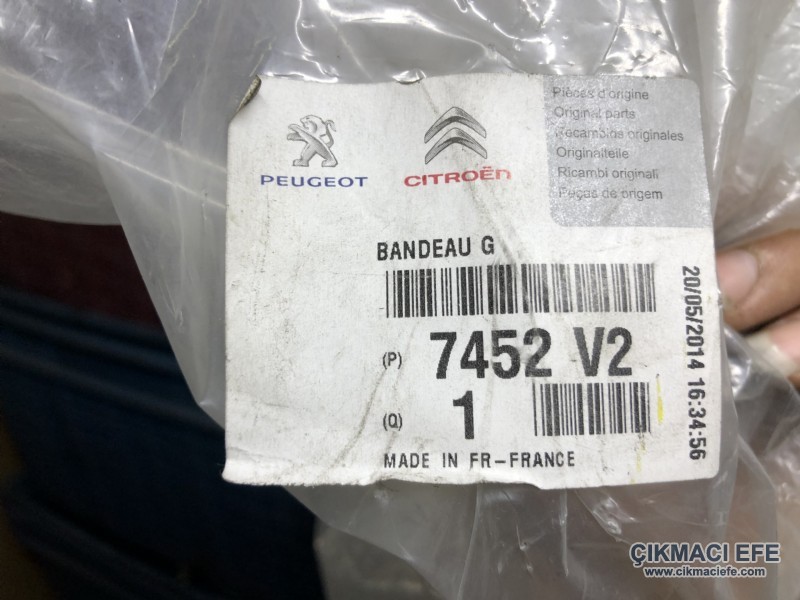 PEUGEOT
CITROËN
Pièces d'origine
Original parts
Recambios originales
Originalteile
Ricambi originali
Peças de origem
BANDEAU G
(P) 7452 V2
(Q) 1
MADE IN FR-FRANCE
20/05/2014 16:34:56
ÇIKMACI EFE
www.cikmaciefe.com